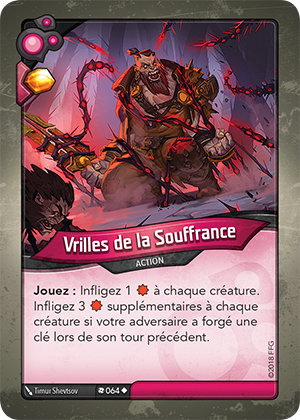 Vrilles de la Souffrance
ACTION
Jouez : Infligez 1 à chaque créature.
Infligez 3 supplémentaires à chaque
créature si votre adversaire a forgé une
clé lors de son tour précédent.
©2018 FFG
Timur Shevtsov
064